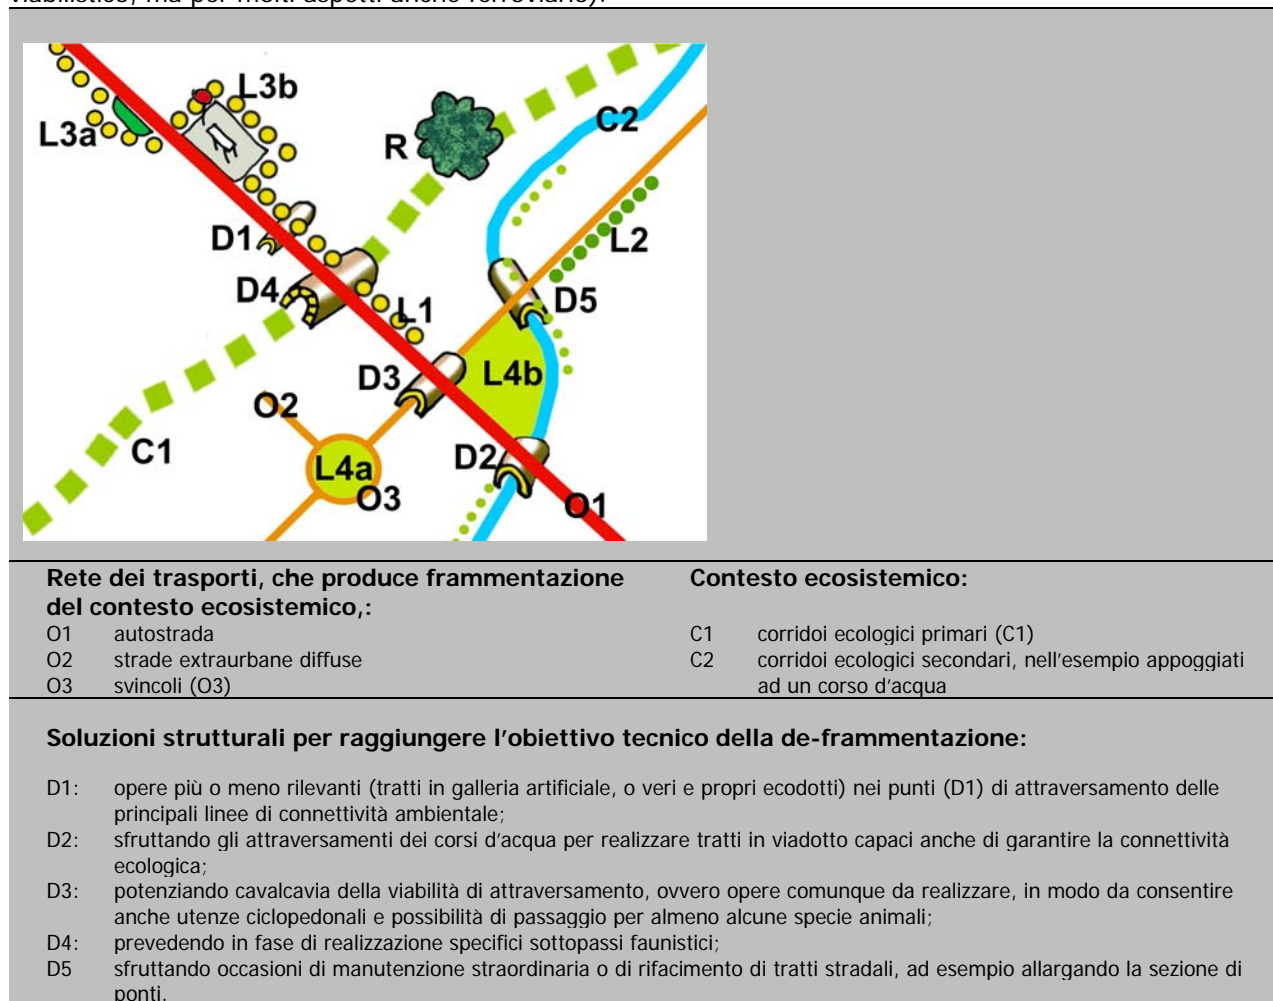 viabilistico, ma per molti aspetti anche ferroviario).
L3b
L3a
C2
R
D1
L2
D4
L1
D5
D3
L4b
O2
C1
L4a
D2
O3
O1
Rete dei trasporti, che produce frammentazione
del contesto ecosistemico,:
O1 autostrada
O2 strade extraurbane diffuse
O3 svincoli (O3)
Contesto ecosistemico:
C1 corridoi ecologici primari (C1)
C2 corridoi ecologici secondari, nell'esempio appoggiati
ad un corso d'acqua
Soluzioni strutturali per raggiungere l'obiettivo tecnico della de-frammentazione:
D1: opere più o meno rilevanti (tratti in galleria artificiale, o veri e propri ecodotti) nei punti (D1) di attraversamento delle
principali linee di connettività ambientale;
D2: sfruttando gli attraversamenti dei corsi d'acqua per realizzare tratti in viadotto capaci anche di garantire la connettività
ecologica;
D3: potenziando cavalcavia della viabilità di attraversamento, ovvero opere comunque da realizzare, in modo da consentire
anche utenze ciclopedonali e possibilità di passaggio per almeno alcune specie animali;
D4: prevedendo in fase di realizzazione specifici sottopassi faunistici;
D5 sfruttando occasioni di manutenzione straordinaria o di rifacimento di tratti stradali, ad esempio allargando la sezione di
ponti.